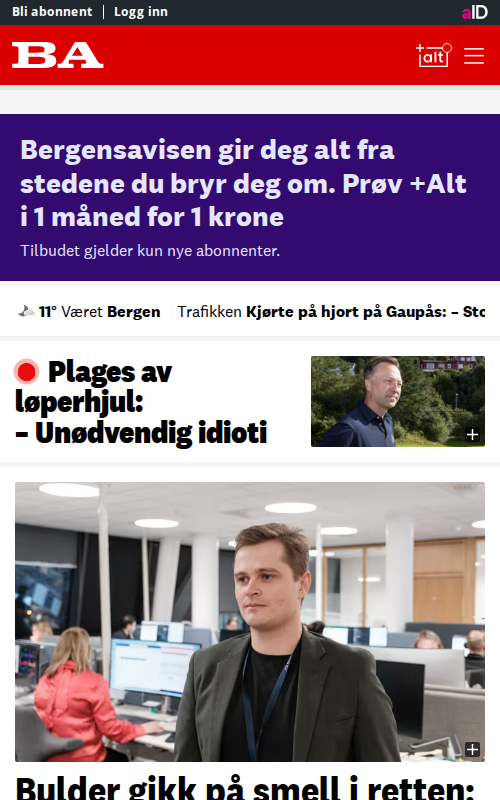 Bli abonnent
Logg inn
aID
BA
+alt
Bergensavisen gir deg alt fra
stedene du bryr deg om. Prøv +Alt
i 1 måned for 1 krone
Tilbudet gjelder kun nye abonnenter.
11° Været Bergen Trafikken Kjørte på hjort på Gaupås: – Sto
Plages av
løperhjul:
– Unødvendig idioti
Bulder gikk på smell i retten: